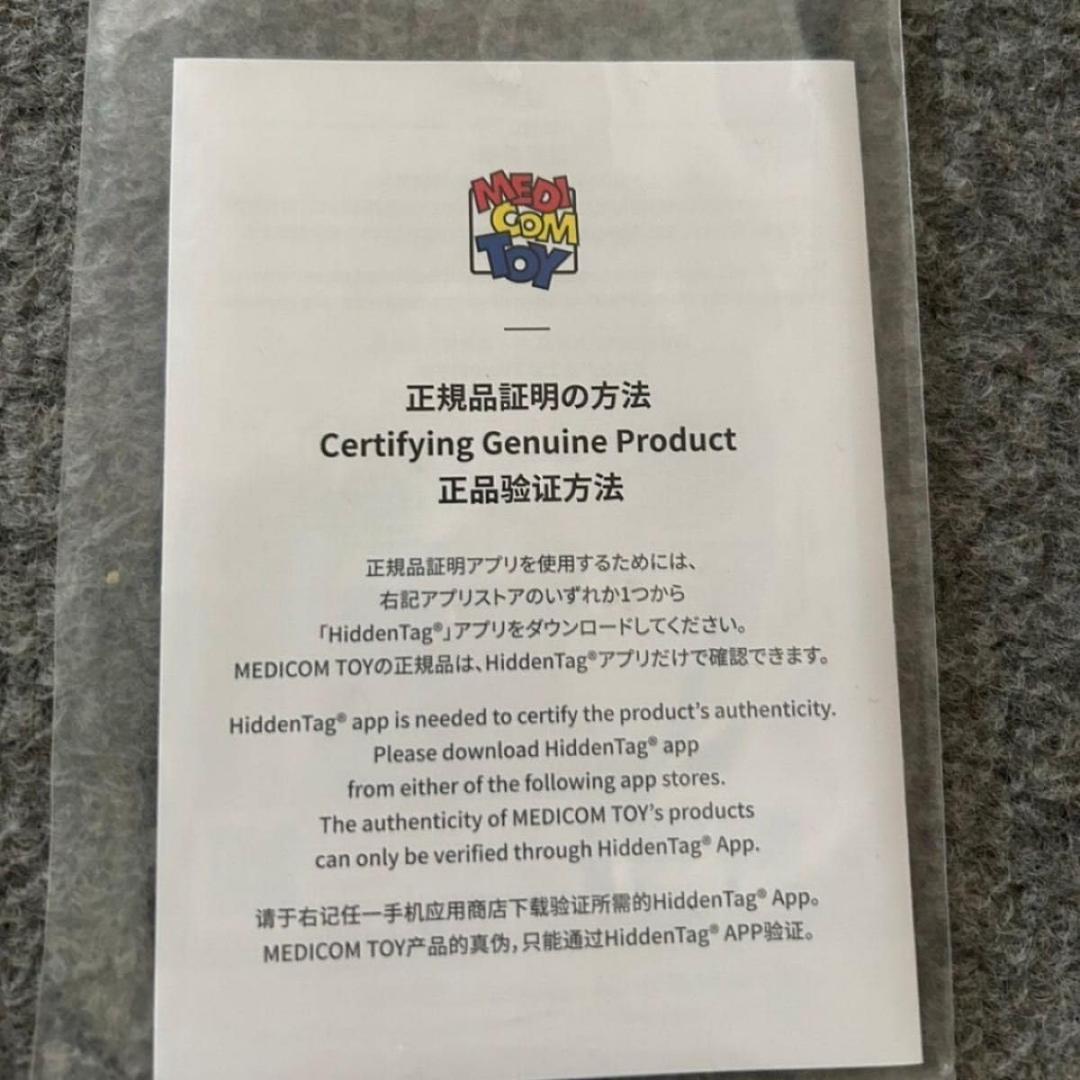 MEDI
COM
TOY
正規品証明の方法
Certifying Genuine Product
正品验证方法
正規品証明アプリを使用するためには、
右記アプリストアのいずれか1つから
「HiddenTag®」アプリをダウンロードしてください。
MEDICOM TOYの正規品は、HiddenTag®アプリだけで確認できます。
HiddenTag® app is needed to certify the product's authenticity.
Please download HiddenTag® app
from either of the following app stores.
The authenticity of MEDICOM TOY's products
can only be verified through HiddenTag® App.
请于右记任一手机应用商店下载验证所需的HiddenTag® App。
MEDICOM TOY产品的真伪，只能通过HiddenTag® APP验证。